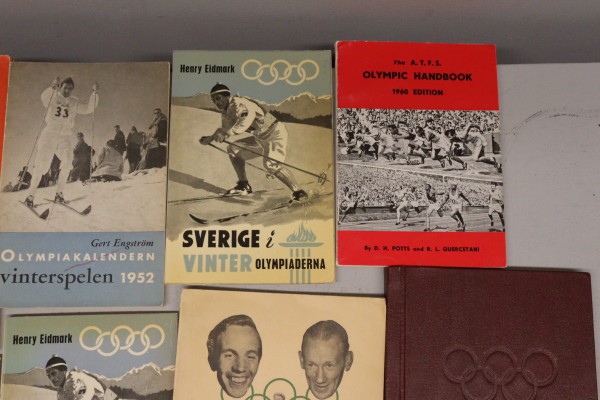 33
Gert Engström
OLYMPIAKALENDERN
vinterspelen 1952
Henry Eidmark
SVERIGE i
VINTER OLYMPIADERNA
The A.T.F.S.
OLYMPIC HANDBOOK
1960 EDITION
By D. H. POTTS and R. L. QUERCETANI
Henry Eidmark